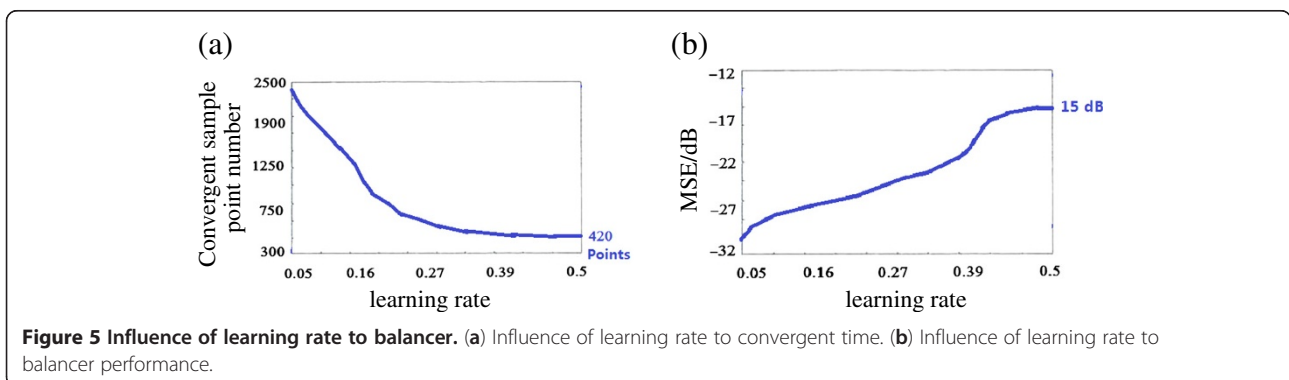 (a)
Convergent sample
point number
2500
1900
1250
750
300
420
Points
0.05 0.16 0.27 0.39 0.5
learning rate
(b)
MSE/dB
−12
−17
−22
−27
−32
15 dB
0.05 0.16 0.27 0.39 0.5
learning rate
Figure 5 Influence of learning rate to balancer. (a) Influence of learning rate to convergent time. (b) Influence of learning rate to
balancer performance.